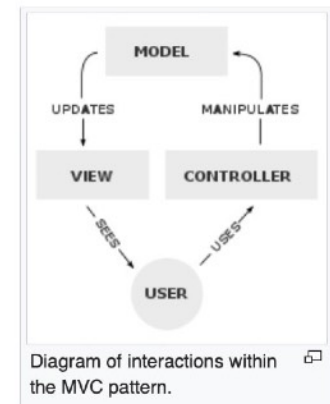 MODEL
UPDATES MANIPULATES
VIEW CONTROLLER
SEES USES
USER
Diagram of interactions within
the MVC pattern.